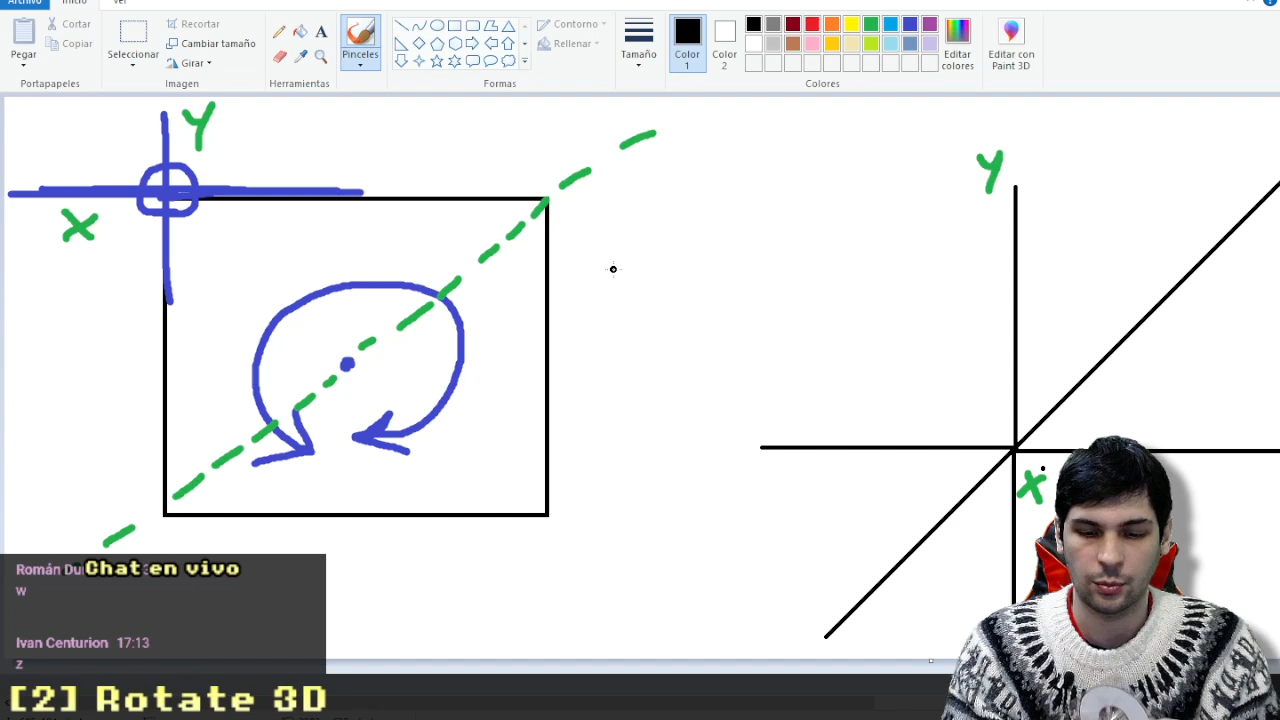 Archivo
Inicio
Ver
Pegar
Cortar
Copiar
Portapapeles
Seleccionar
Recortar
Cambiar tamaño
Girar
Imagen
A
Herramientas
Pinceles
Contorno
Rellenar
Formas
Tamaño
Color 1
Color 2
Editar colores
Colores
Editar con Paint 3D
Y
X
Y
X
Chat en vivo
Román
w
Ivan Centurion 17:13
z
[2] Rotate 3D